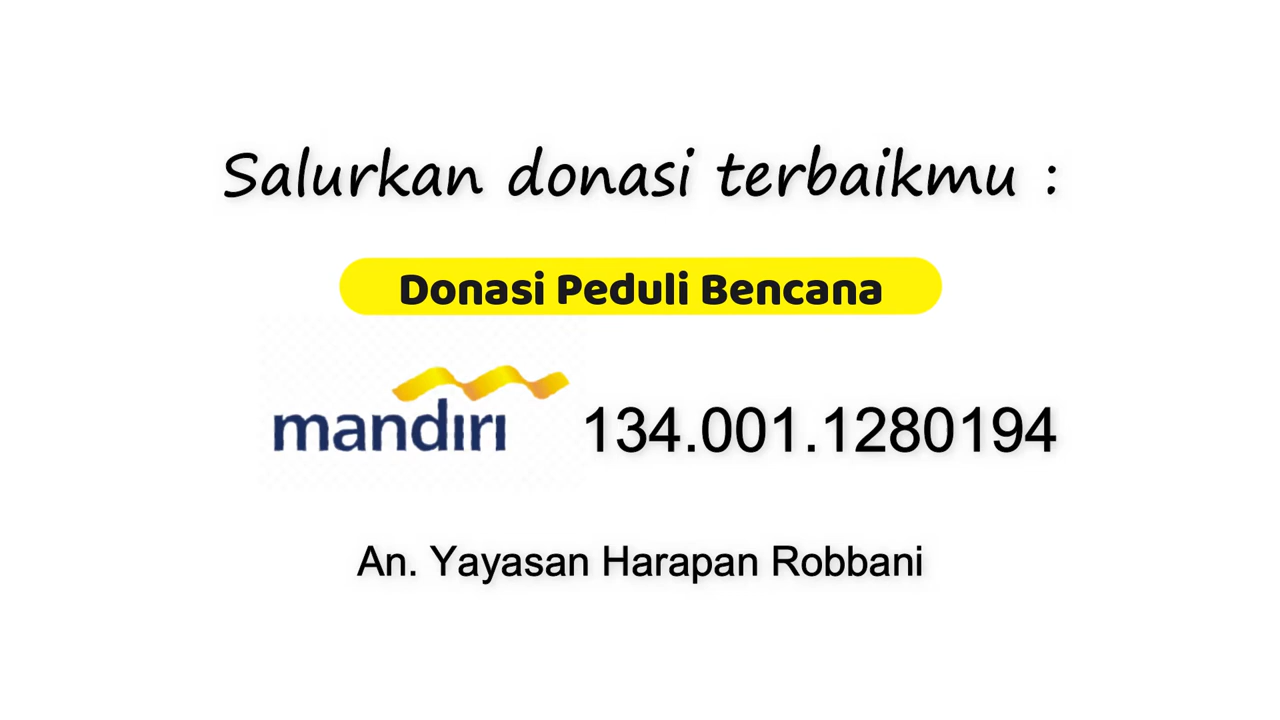 Salurkan donasi terbaikmu :
Donasi Peduli Bencana
mandiri 134.001.1280194
An. Yayasan Harapan Robbani